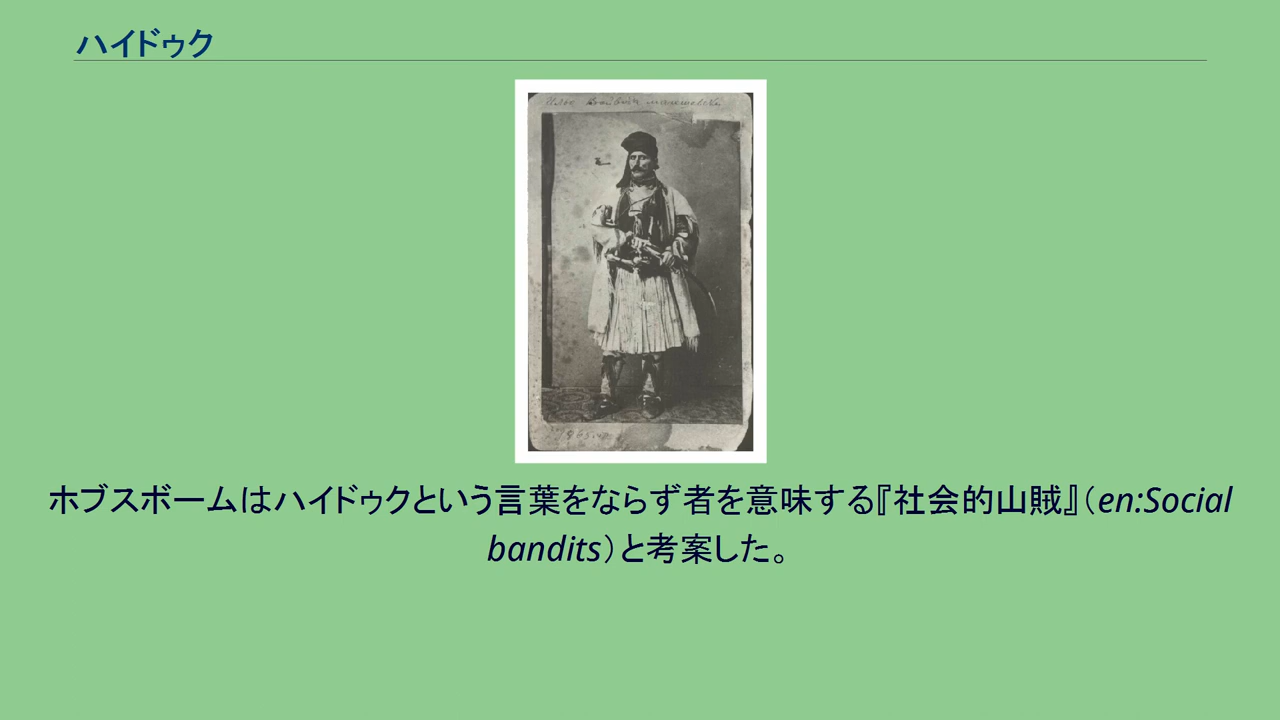 ハイドゥク
ホブスボームはハイドゥクという言葉をならず者を意味する『社会的山賊』（en:Social
bandits）と考案した。